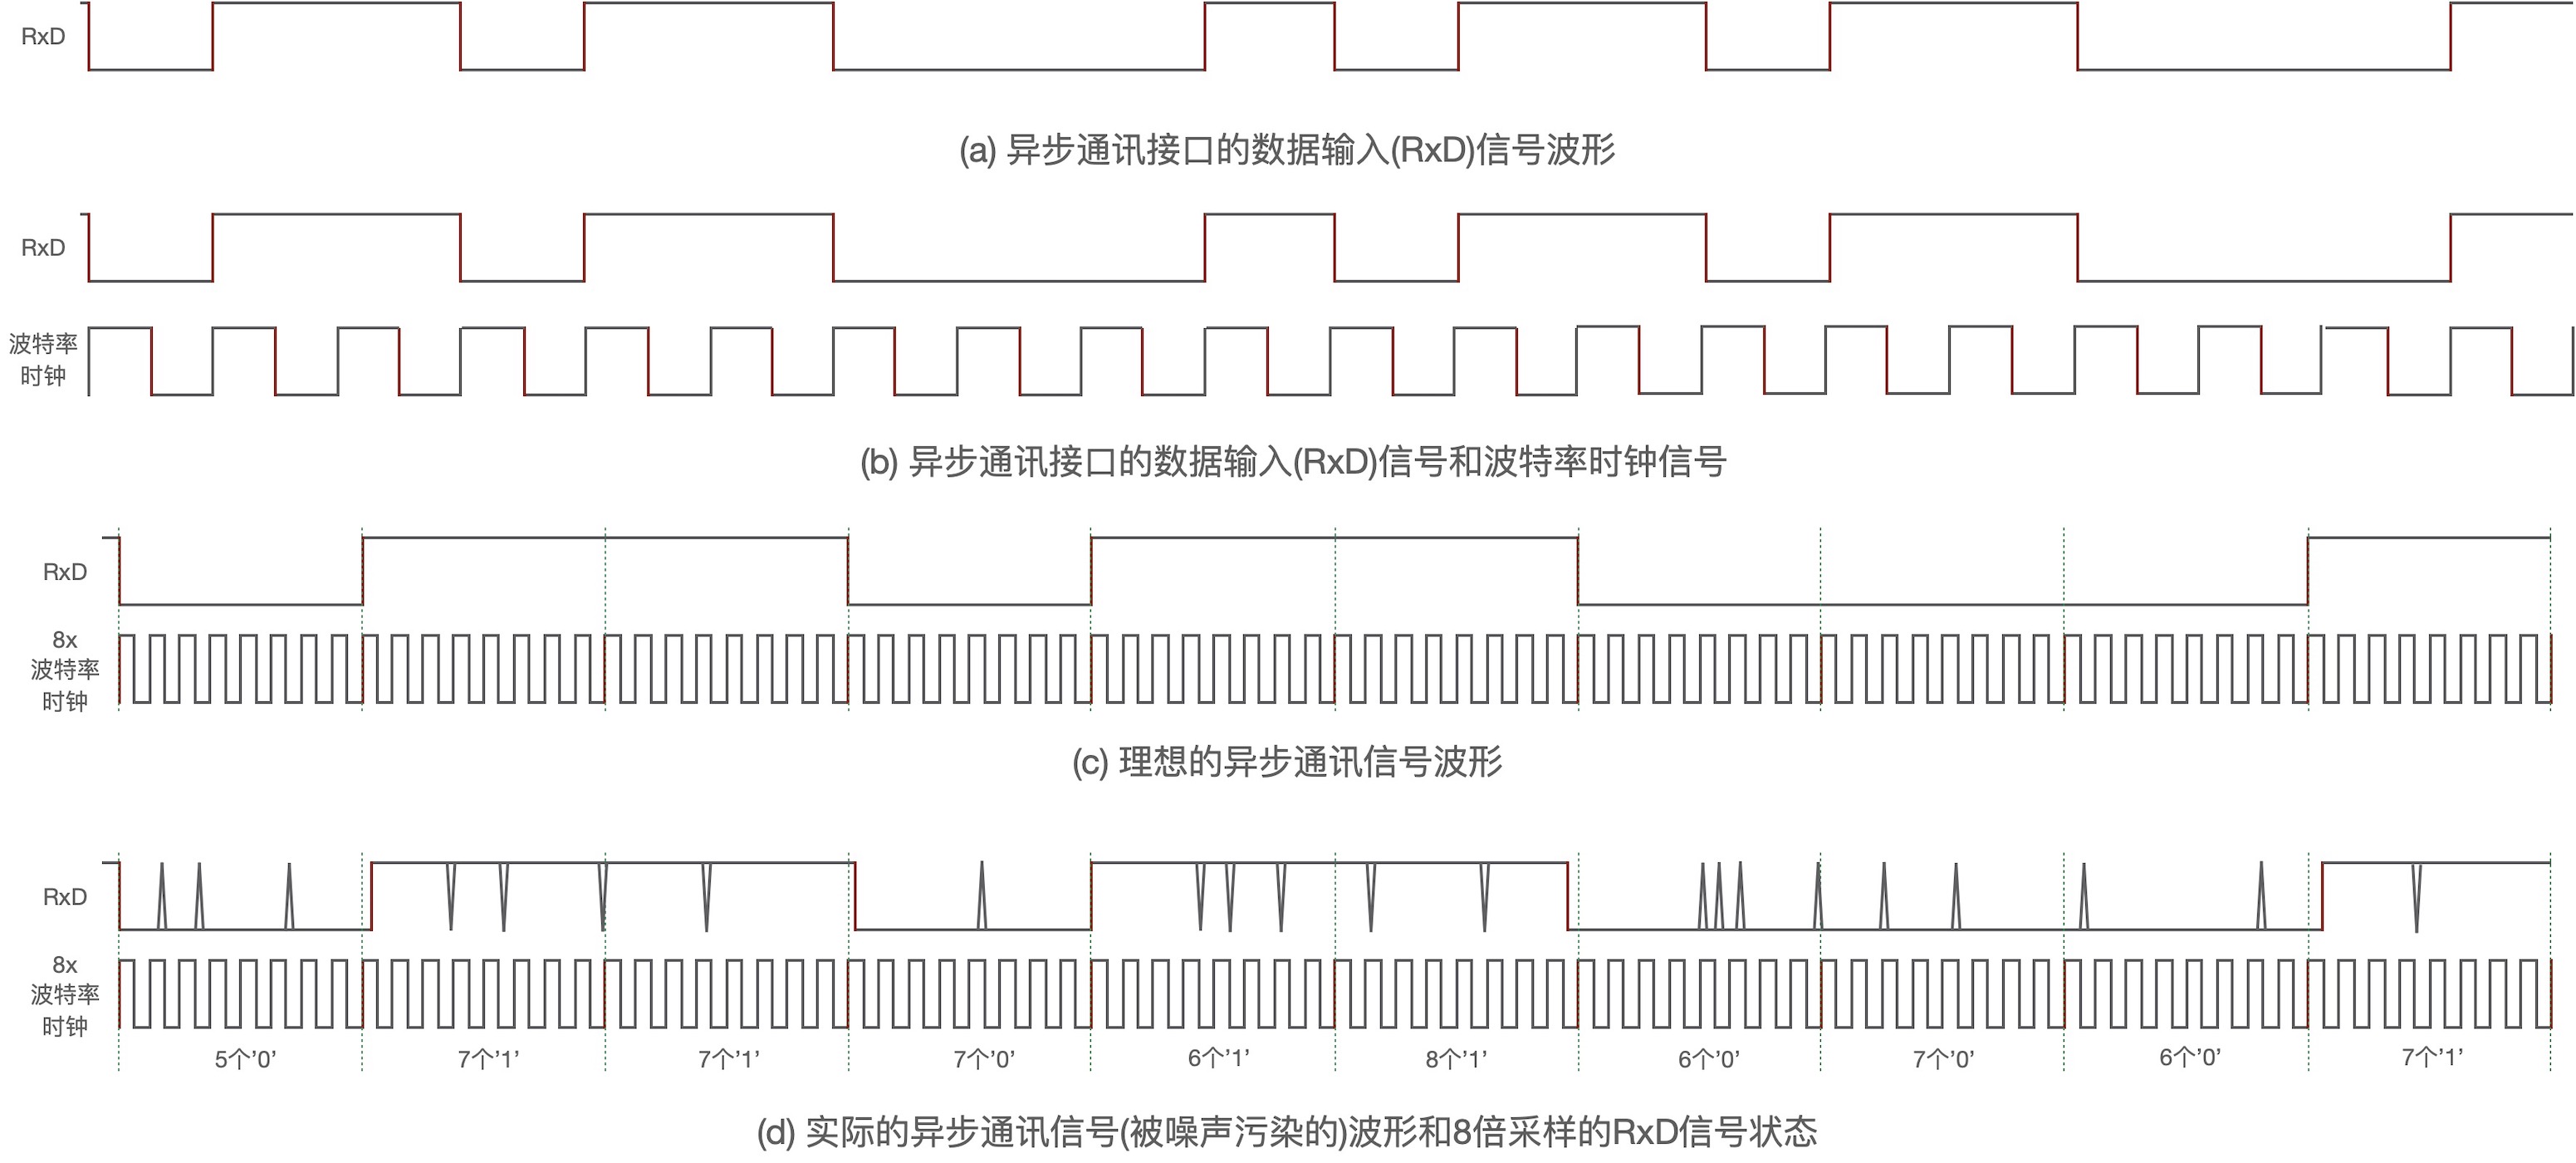 RxD
(a) 异步通讯接口的数据输入(RxD)信号波形
RxD
波特率
时钟
(b) 异步通讯接口的数据输入(RxD)信号和波特率时钟信号
RxD
8x
波特率
时钟
(c) 理想的异步通讯信号波形
RxD
8x
波特率
时钟
5个’0’ 7个’1’ 7个’1’ 7个’0’ 6个’1’ 8个’1’ 6个’0’ 7个’0’ 6个’0’ 7个’1’
(d) 实际的异步通讯信号(被噪声污染的)波形和8倍采样的RxD信号状态